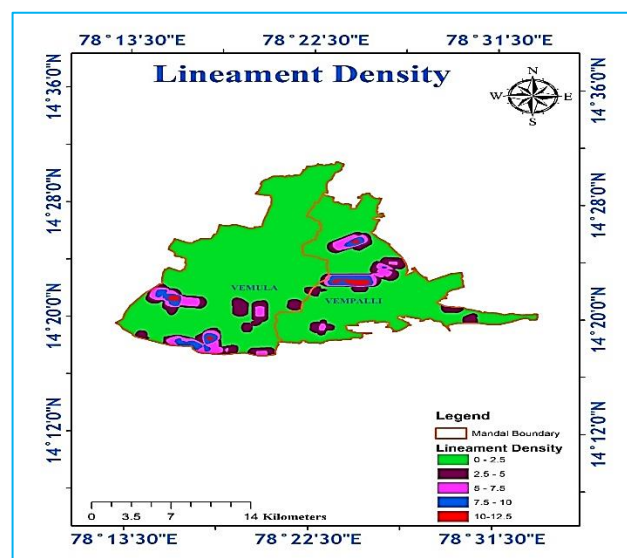 78°13'30"E 78°22'30"E 78°31'30"E
Lineament Density
14°36'0"N 14°36'0"N
N
W E
S
14°28'0"N 14°28'0"N
VEMULA
VEMPALLI
14°20'0"N 14°20'0"N
14°12'0"N 14°12'0"N
Legend
Mandal Boundary
Lineament Density
0 - 2.5
2.5 - 5
5 - 7.5
7.5 - 10
10-12.5
0 3.5 7 14 Kilometers
78°13'30"E 78°22'30"E 78°31'30"E